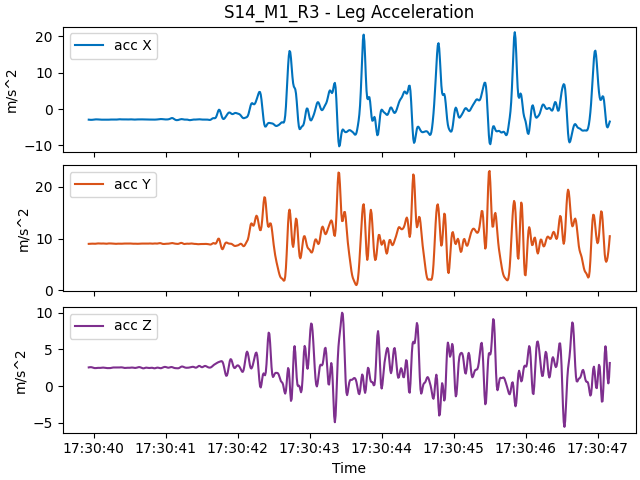 S14_M1_R3 - Leg Acceleration
20
10
0
−10
m/s^2
acc X
20
10
0
m/s^2
acc Y
10
5
0
−5
m/s^2
acc Z
17:30:40 17:30:41 17:30:42 17:30:43 17:30:44 17:30:45 17:30:46 17:30:47
Time